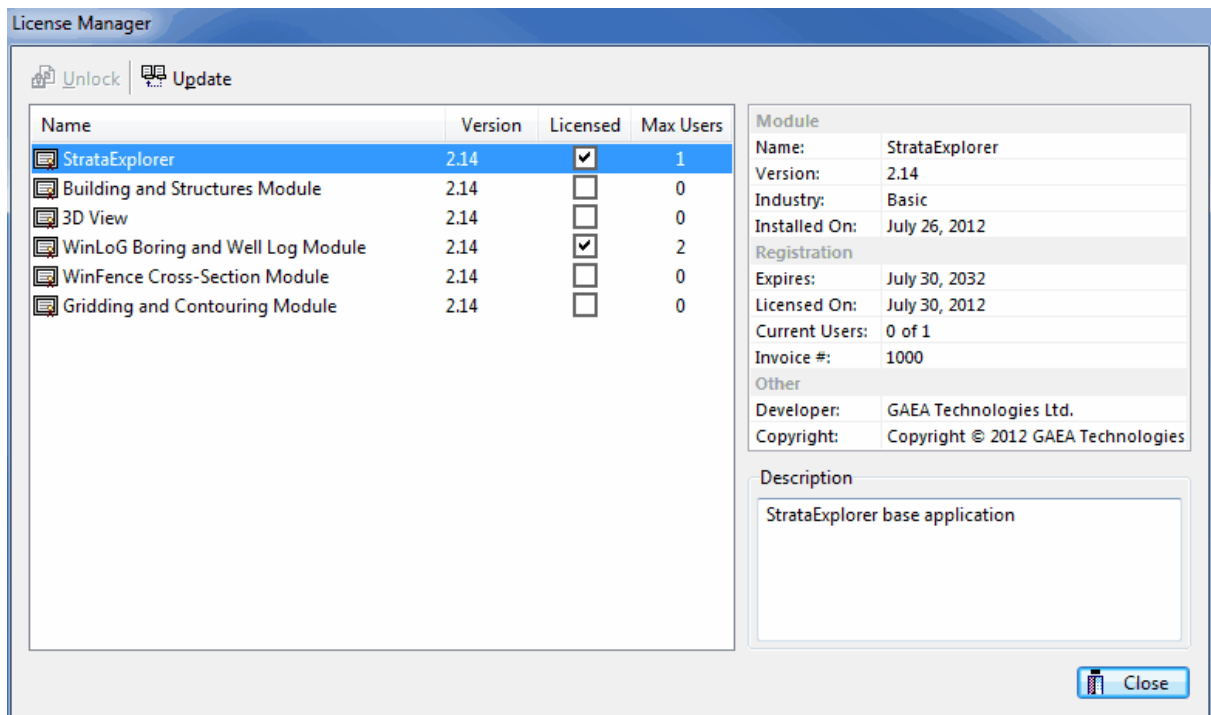 License Manager
Unlock Update
Name Version Licensed Max Users
StrataExplorer 2.14 1
Building and Structures Module 2.14 0
3D View 2.14 0
WinLoG Boring and Well Log Module 2.14 2
WinFence Cross-Section Module 2.14 0
Gridding and Contouring Module 2.14 0
Module
Name: StrataExplorer
Version: 2.14
Industry: Basic
Installed On: July 26, 2012
Registration
Expires: July 30, 2032
Licensed On: July 30, 2012
Current Users: 0 of 1
Invoice #: 1000
Other
Developer: GAEA Technologies Ltd.
Copyright: Copyright © 2012 GAEA Technologies
Description
StrataExplorer base application
Close